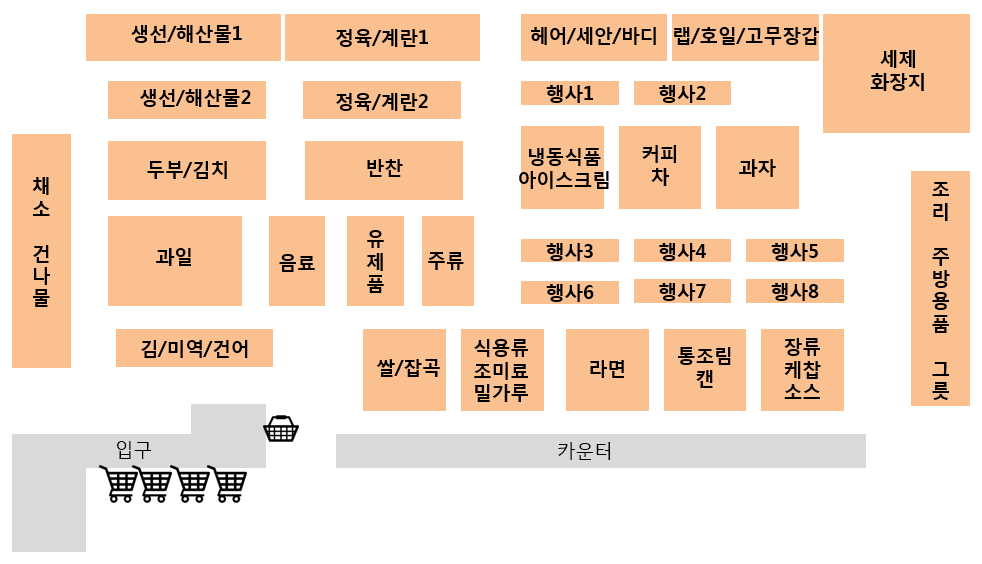 생선/해산물1
정육/계란1
헤어/세안/바디
랩/호일/고무장갑
세제
화장지
생선/해산물2
정육/계란2
행사1
행사2
채
소
건
나
물
두부/김치
반찬
냉동식품
아이스크림
커피
차
과자
조
리
주
방
용
품
그
릇
과일
음료
유
제
품
주류
행사3
행사4
행사5
행사6
행사7
행사8
김/미역/건어
쌀/잡곡
식용류
조미료
밀가루
라면
통조림
캔
장류
케찹
소스
입구
카운터